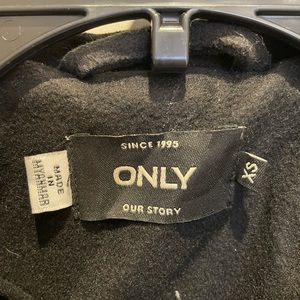 SINCE 1995
ONLY
OUR STORY
XS
MADE
IN
MYANMAR